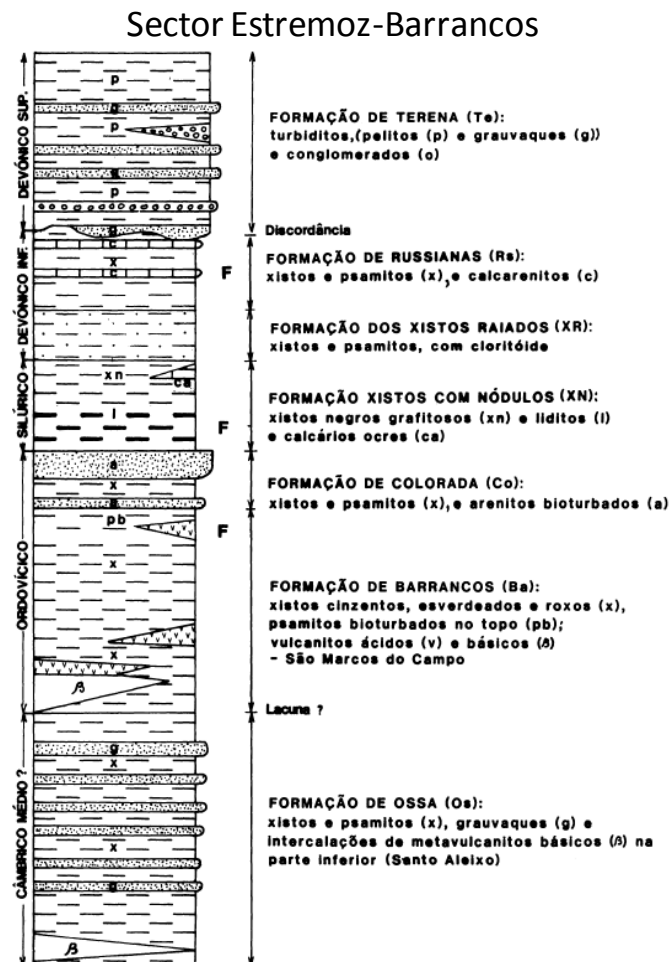 Sector Estremoz-Barrancos
DEVÓNICO SUP.
DEVÓNICO INF.
SILÚRICO
ORDOVÍCICO
CÂMBRICO MÉDIO ?
p
g
p
g
p
g
c
x
c
F
xn
ca
l
F
a
x
a
pb
F
x
x
β
g
x
x
g
β
FORMAÇÃO DE TERENA (Te):
turbiditos,(pelitos (p) e grauvaques (g))
e conglomerados (o)
Discordância
FORMAÇÃO DE RUSSIANAS (Rs):
xistos e psamitos (x), e calcarenitos (c)
FORMAÇÃO DOS XISTOS RAIADOS (XR):
xistos e psamitos, com cloritóide
FORMAÇÃO XISTOS COM NÓDULOS (XN):
xistos negros grafitosos (xn) e liditos (l)
e calcários ocres (ca)
FORMAÇÃO DE COLORADA (Co):
xistos e psamitos (x), e arenitos bioturbados (a)
FORMAÇÃO DE BARRANCOS (Ba):
xistos cinzentos, esverdeados e roxos (x),
psamitos bioturbados no topo (pb);
vulcanitos ácidos (v) e básicos (β)
- São Marcos do Campo
Lacuna ?
FORMAÇÃO DE OSSA (Os):
xistos e psamitos (x), grauvaques (g) e
intercalações de metavulcanitos básicos (β) na
parte inferior (Santo Aleixo)